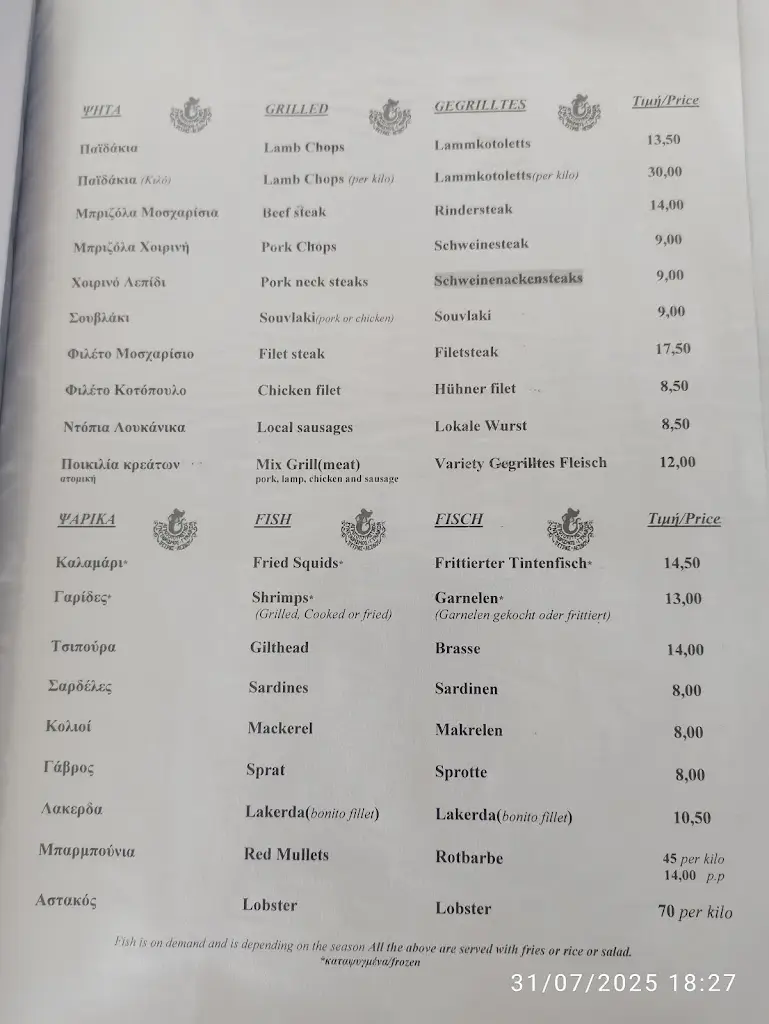 ΨΗΤΑ GRILLED GEGRILLTES Τιμή/Price
Παϊδάκια Lamb Chops Lammkotoletts 13,50
Παϊδάκια (Κιλό) Lamb Chops (per kilo) Lammkotoletts(per kilo) 30,00
Μπριζόλα Μοσχαρίσια Beef steak Rindersteak 14,00
Μπριζόλα Χοιρινή Pork Chops Schweinesteak 9,00
Χοιρινό Λεπίδι Pork neck steaks Schweinenackensteaks 9,00
Σουβλάκι Souvlaki(pork or chicken) Souvlaki 9,00
Φιλέτο Μοσχαρίσιο Filet steak Filetsteak 17,50
Φιλέτο Κοτόπουλο Chicken filet Hühner filet 8,50
Ντόπια Λουκάνικα Local sausages Lokale Wurst 8,50
Ποικιλία κρεάτων Mix Grill(meat) Variety Gegrilltes Fleisch 12,00
ατομική pork, lamp, chicken and sausage
ΨΑΡΙΚΑ FISH FISCH Τιμή/Price
Καλαμάρι* Fried Squids* Frittierter Tintenfisch* 14,50
Γαρίδες* Shrimps* Garnelen* 13,00
(Grilled, Cooked or fried) (Garnelen gekocht oder frittiert)
Τσιπούρα Gilthead Brasse 14,00
Σαρδέλες Sardines Sardinen 8,00
Κολιοί Mackerel Makrelen 8,00
Γάβρος Sprat Sprotte 8,00
Λακερδα Lakerda(bonito fillet) Lakerda(bonito fillet) 10,50
Μπαρμπούνια Red Mullets Rotbarbe 45 per kilo
14,00 p.p
Αστακός Lobster Lobster 70 per kilo
Fish is on demand and is depending on the season All the above are served with fries or rice or salad.
*καταψυγμένα/frozen
31/07/2025 18:27